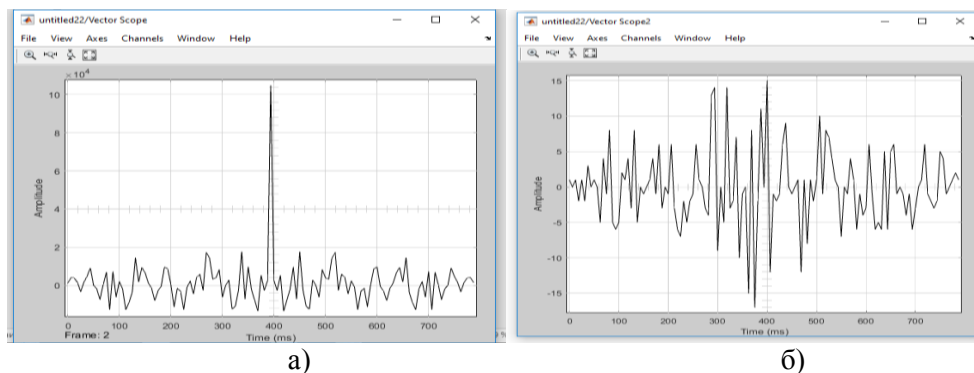 untitled22/Vector Scope
File View Axes Channels Window Help
× 10⁴
10
8
6
4
2
0
Amplitude
0 100 200 300 400 500 600 700
Frame: 2
Time (ms)
а)
untitled22/Vector Scope2
File View Axes Channels Window Help
15
10
5
0
-5
-10
-15
Amplitude
0 100 200 300 400 500 600 700
Time (ms)
б)